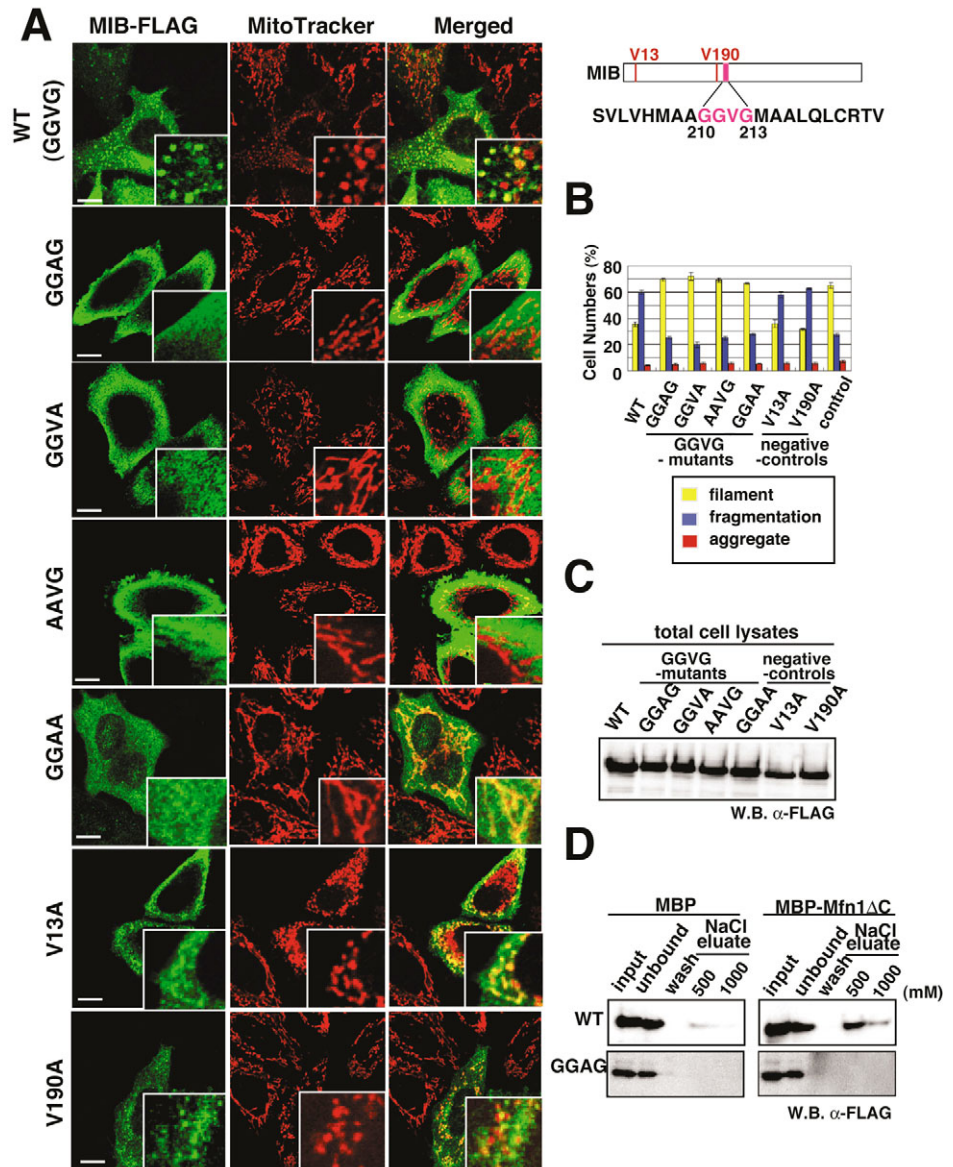 A
MIB-FLAG MitoTracker Merged
WT
(GGVG)
GGAG
GGVA
AAVG
GGAA
V13A
V190A
V13 V190
MIB
SVLVHMAAGGVGMAALQLCRTV
210 213
B
Cell Numbers (%)
80
60
40
20
0
WT GGAG GGVA AAVG GGAA V13A V190A control
GGVG negative
- mutants -controls
filament
fragmentation
aggregate
C
total cell lysates
GGVG negative
-mutants -controls
WT GGAG GGVA AAVG GGAA V13A V190A
W.B. α-FLAG
D
MBP MBP-Mfn1ΔC
NaCl NaCl
eluate eluate
input unbound wash 500 1000 input unbound wash 500 1000 (mM)
WT
GGAG
W.B. α-FLAG